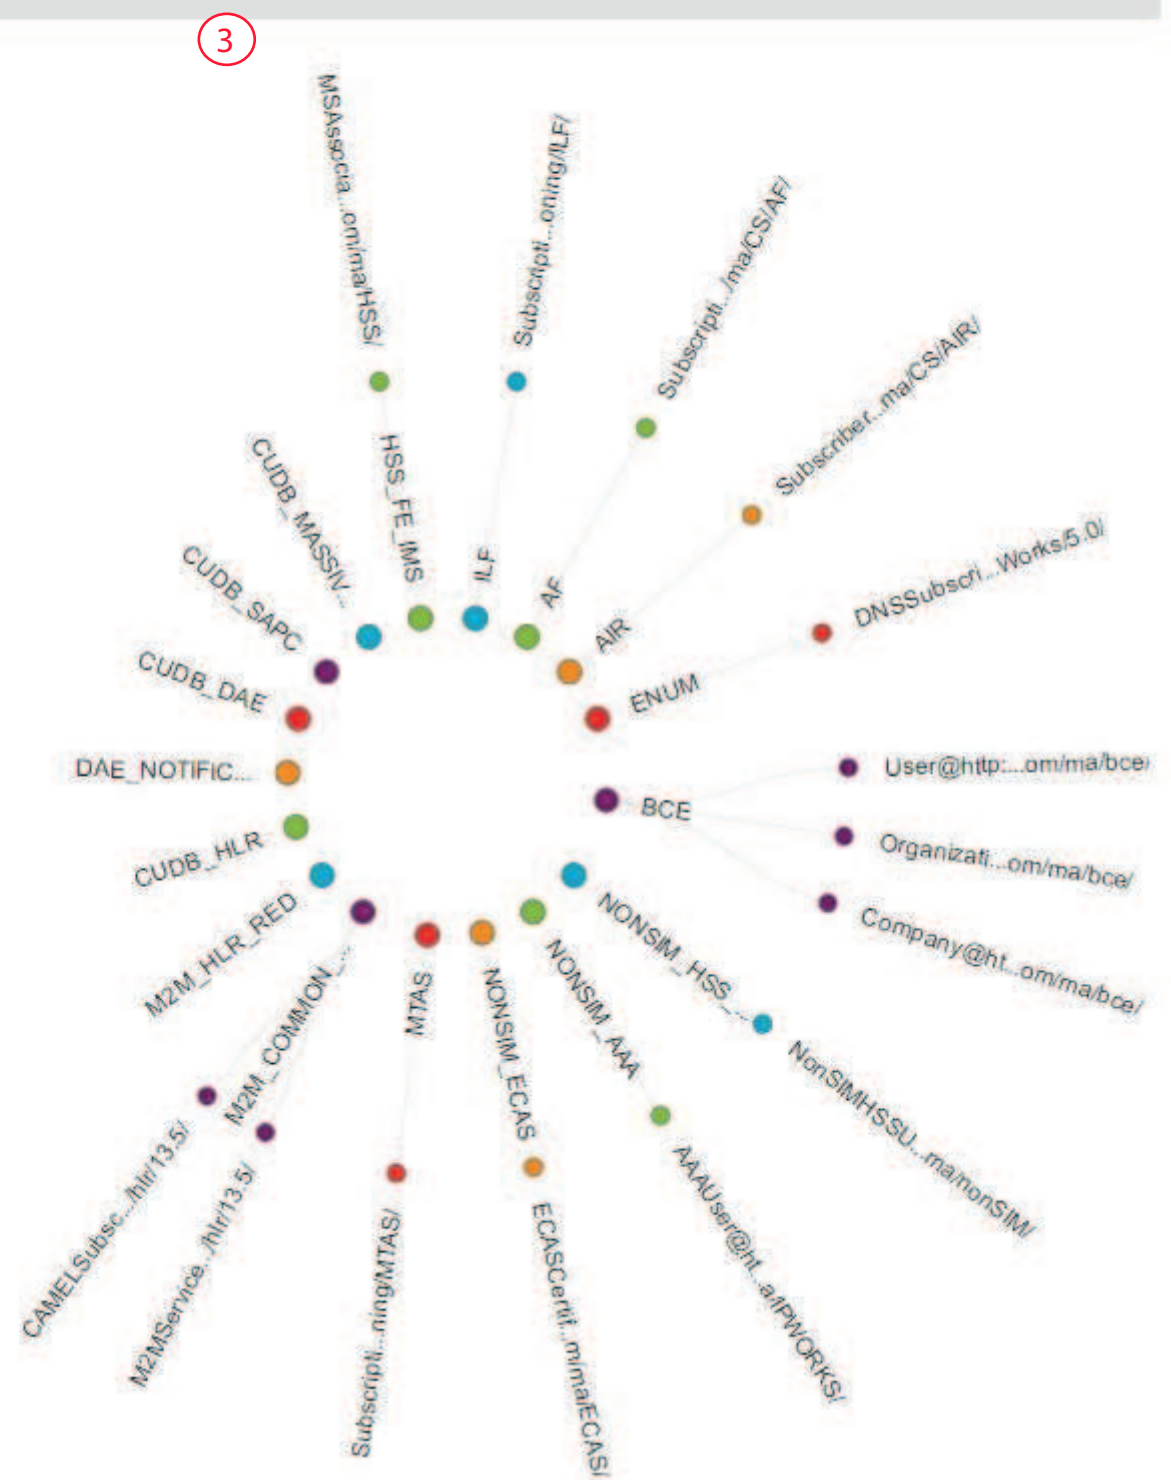 3
MSAssocia...om/ma/HSS/
HSS_FE_IMS
Subscripti...oning/ILF/
ILF
Subscripti.../ma/CS/AF/
AF
Subscriber...ma/CS/AIR/
AIR
DNSSubscri...Works/5.0/
ENUM
User@http:...om/ma/bce/
BCE
Organizati...om/ma/bce/
Company@ht...om/ma/bce/
NONSIM_HSS_...
NonSIMHSSU...ma/nonSIM/
NONSIM_AAA
AAAUser@ht...a/IPWORKS/
NONSIM_ECAS
ECASCertif...m/ma/ECAS/
MTAS
Subscripti...ning/MTAS/
M2M_COMMON_...
M2MService.../hlr/13.5/
CAMELSubsc.../hlr/13.5/
M2M_HLR_RED
CUDB_HLR
DAE_NOTIFIC...
CUDB_DAE
CUDB_SAPC
CUDB_MASSIV...